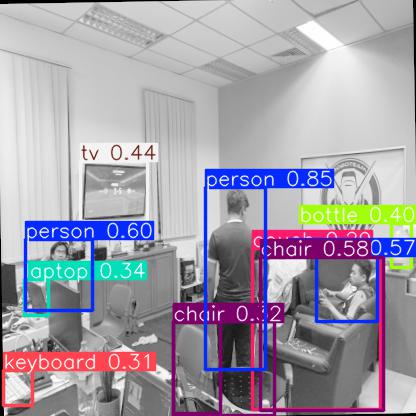 tv 0.44
person 0.85
bottle 0.40
person 0.60
chair 0.58
0.57
laptop 0.34
chair 0.32
keyboard 0.31